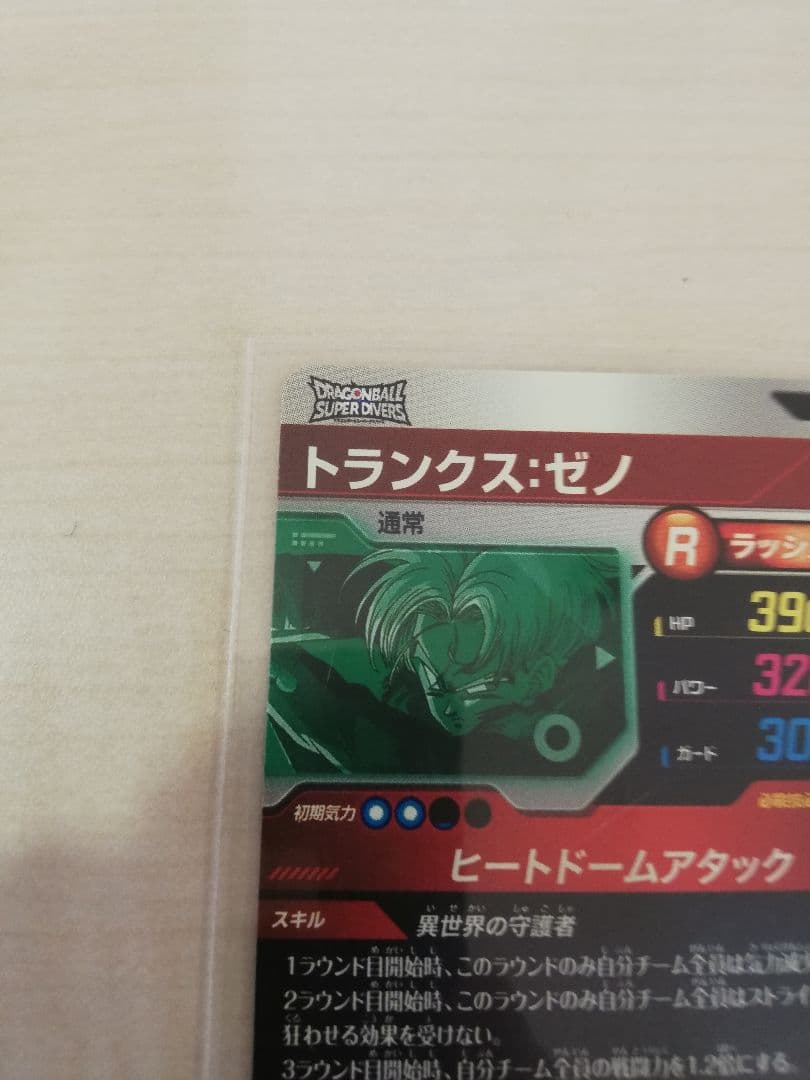 DRAGONBALL
SUPER DIVERS
トランクス:ゼノ
通常
R ラッシ
HP 39
パワー 32
ガード 30
初期気力
ヒートドームアタック
スキル 異世界の守護者
1ラウンド目開始時、このラウンドのみ自分チーム全員は気力減
2ラウンド目開始時、このラウンドのみ自分チーム全員はストライ
狂わせる効果を受けない。
3ラウンド目開始時、自分チーム全員の戦闘力を1.2倍にする。